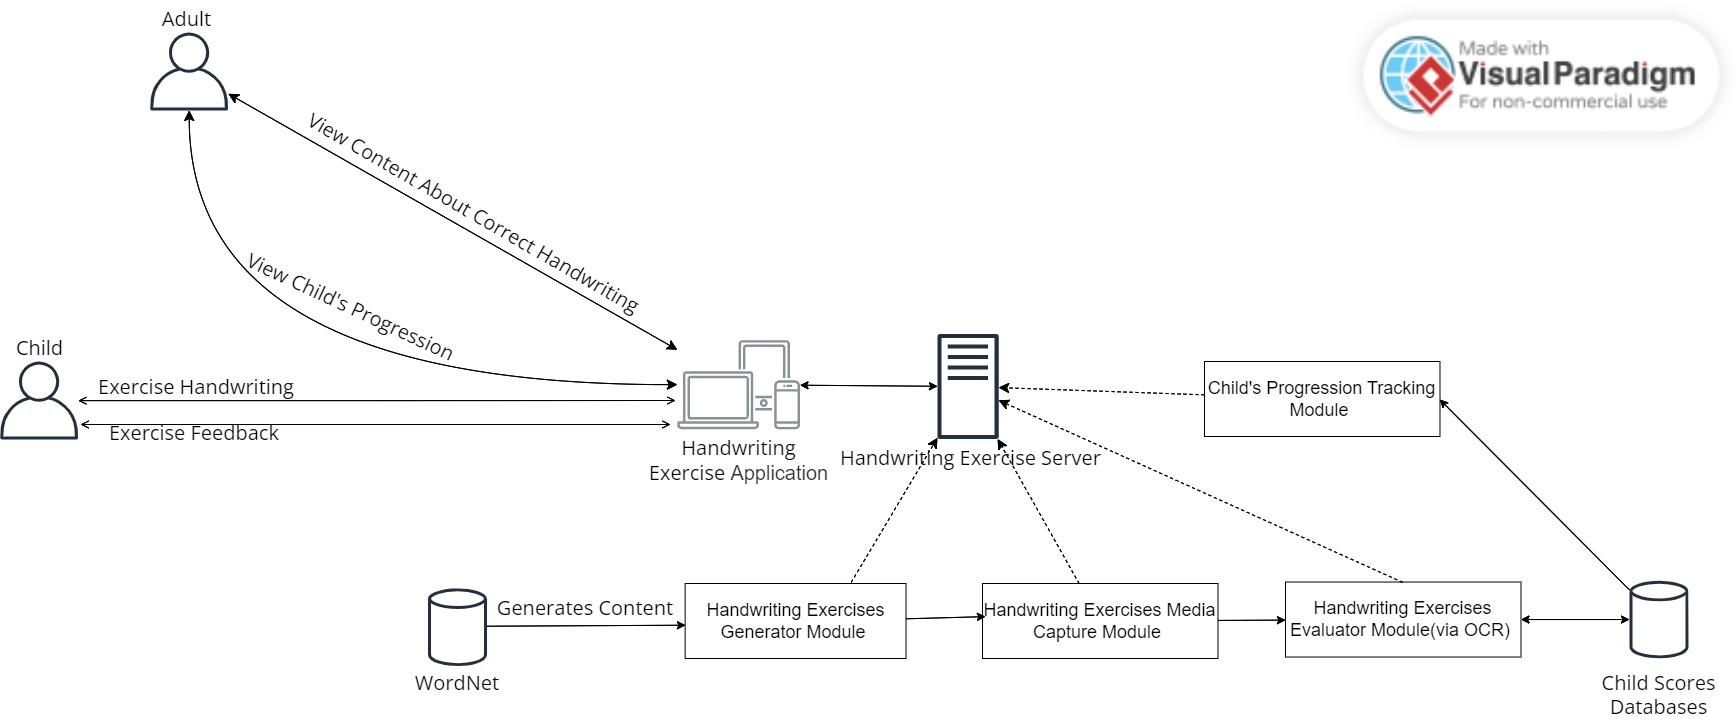 Adult
Made with
Visual Paradigm
For non-commercial use
View Content About Correct Handwriting
View Child's Progression
Child
Exercise Handwriting
Exercise Feedback
Handwriting
Exercise Application
Handwriting Exercise Server
Child's Progression Tracking
Module
WordNet
Generates Content
Handwriting Exercises
Generator Module
Handwriting Exercises Media
Capture Module
Handwriting Exercises
Evaluator Module(via OCR)
Child Scores
Databases